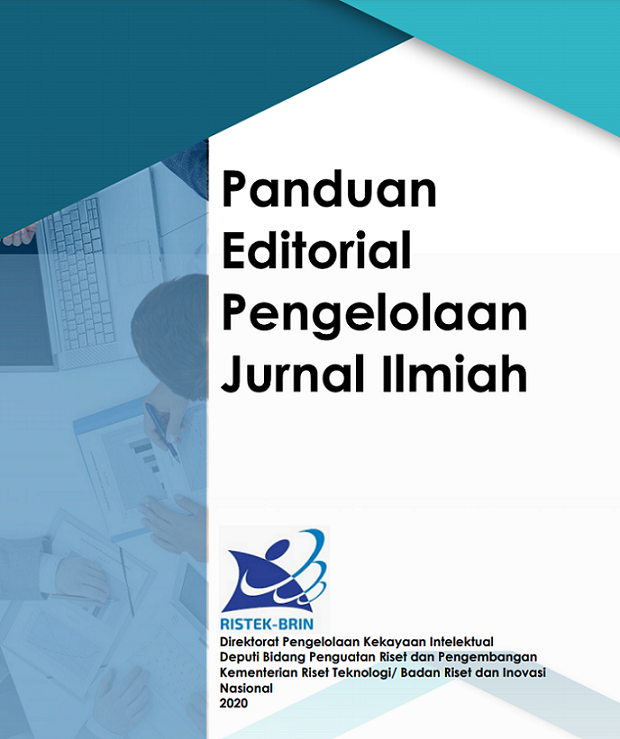 Panduan
Editorial
Pengelolaan
Jurnal Ilmiah
RISTEK-BRIN
Direktorat Pengelolaan Kekayaan Intelektual
Deputi Bidang Penguatan Riset dan Pengembangan
Kementerian Riset Teknologi/ Badan Riset dan Inovasi
Nasional
2020